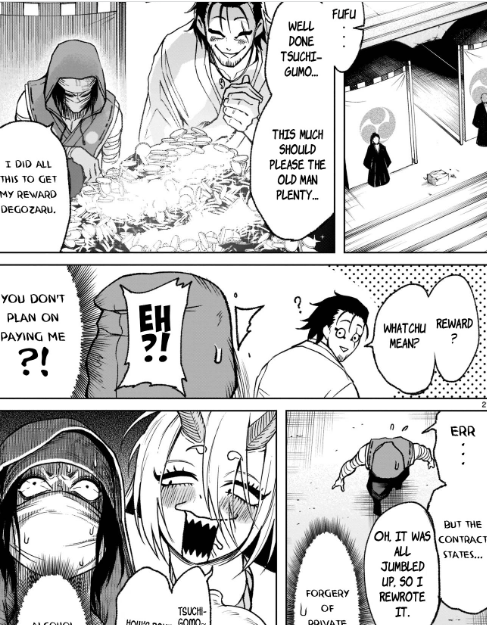 FUFU
. . .
WELL
DONE
TSUCHI-
GUMO...
THIS MUCH
SHOULD
PLEASE THE
OLD MAN
PLENTY...
I DID ALL
THIS TO GET
MY REWARD
DEGOZARU.
REWARD
?
WHATCHU
MEAN?
?
EH
?!
YOU DON'T
PLAN ON
PAYING ME
?!
2
ERR
. . .
BUT THE
CONTRACT
STATES...
OH, IT WAS
ALL
JUMBLED
UP, SO I
REWROTE
IT.
FORGERY
OF
PRIVATE
TSUCHI-
GOMO~
ALCOHOL